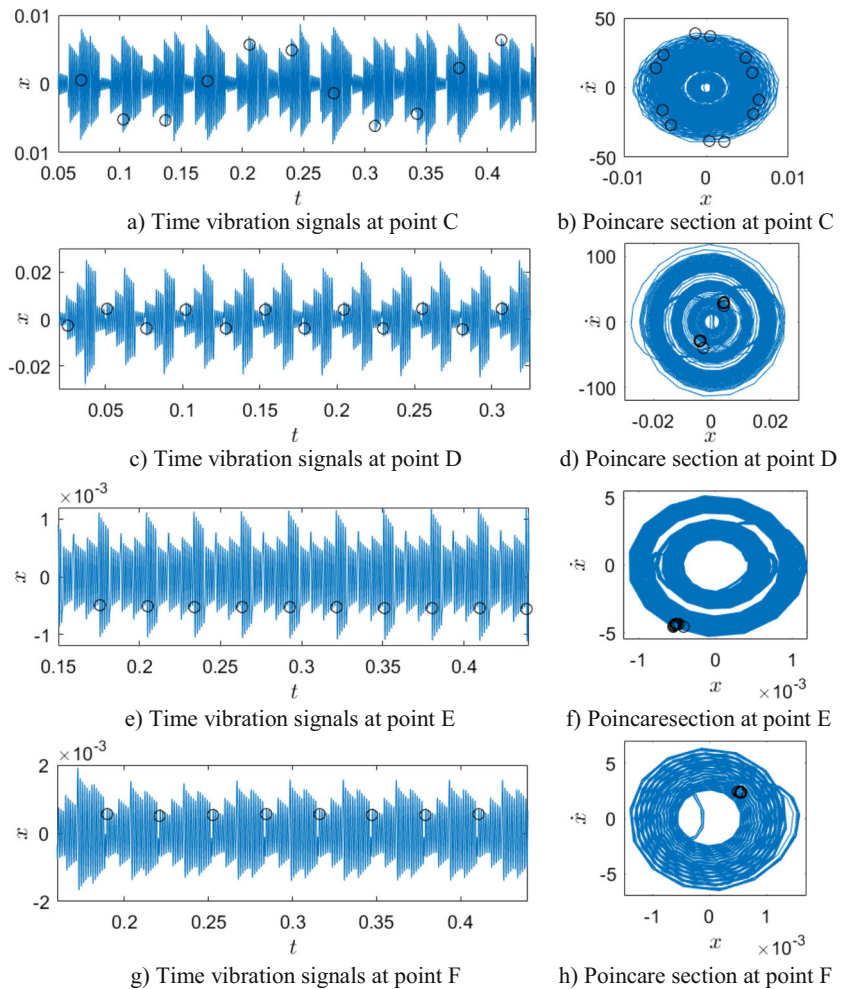 0.01
0
0.01
x
0.05 0.1 0.15 0.2 0.25 0.3 0.35 0.4
t
a) Time vibration signals at point C
50
0
-50
ẋ
-0.01 0 0.01
x
b) Poincare section at point C
0.02
0
-0.02
x
0.05 0.1 0.15 0.2 0.25 0.3
t
c) Time vibration signals at point D
100
0
-100
ẋ
-0.02 0 0.02
x
d) Poincare section at point D
×10⁻³
1
0
-1
x
0.15 0.2 0.25 0.3 0.35 0.4
t
e) Time vibration signals at point E
5
0
-5
ẋ
-1 0 1
x ×10⁻³
f) Poincaresection at point E
×10⁻³
2
0
-2
x
0.2 0.25 0.3 0.35 0.4
t
g) Time vibration signals at point F
5
0
-5
ẋ
-1 0 1
x ×10⁻³
h) Poincare section at point F